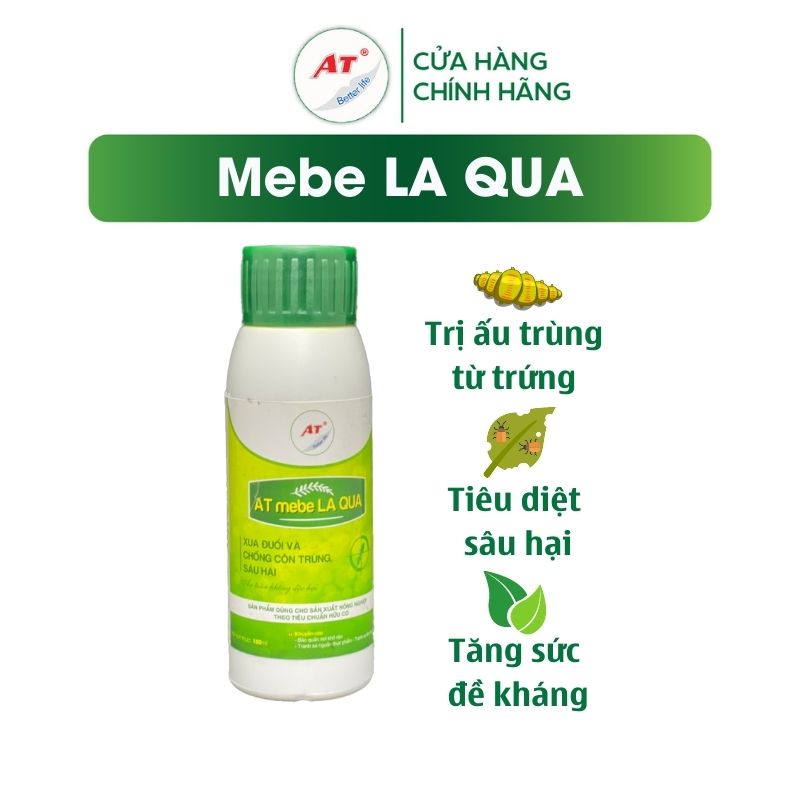 AT®
Better life
CỬA HÀNG
CHÍNH HÃNG
Mebe LA QUA
Trị ấu trùng
từ trứng
Tiêu diệt
sâu hại
Tăng sức
đề kháng
AT
AT mebe LA QUA
XUA ĐUỔI VÀ
CHỐNG CÔN TRÙNG,
SÂU HẠI
SẢN PHẨM DÙNG CHO SẢN XUẤT NÔNG NGHIỆP
THEO TIÊU CHUẨN HỮU CƠ
Khuyến cáo